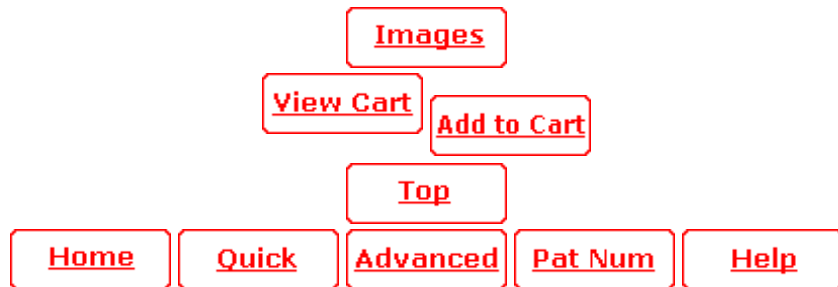 Images
View Cart
Add to Cart
Top
Home Quick Advanced Pat Num Help